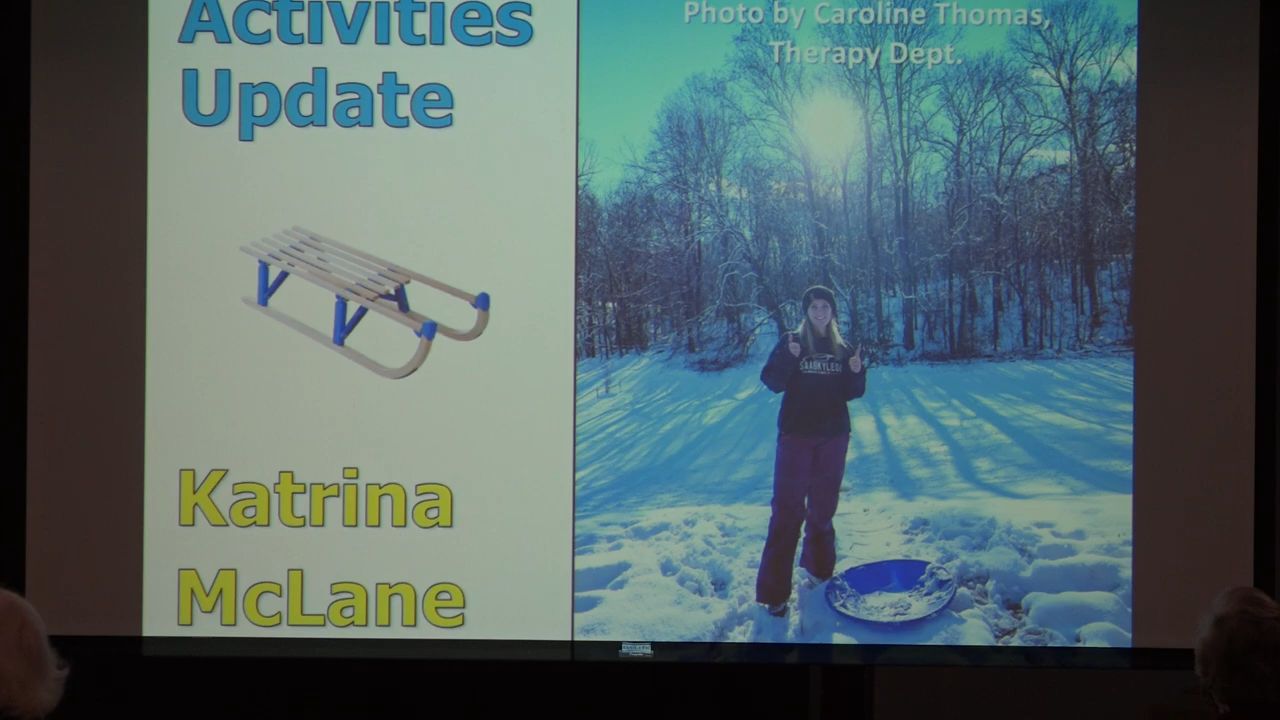 Activities
Update
Katrina
McLane
Photo by Caroline Thomas,
Therapy Dept.